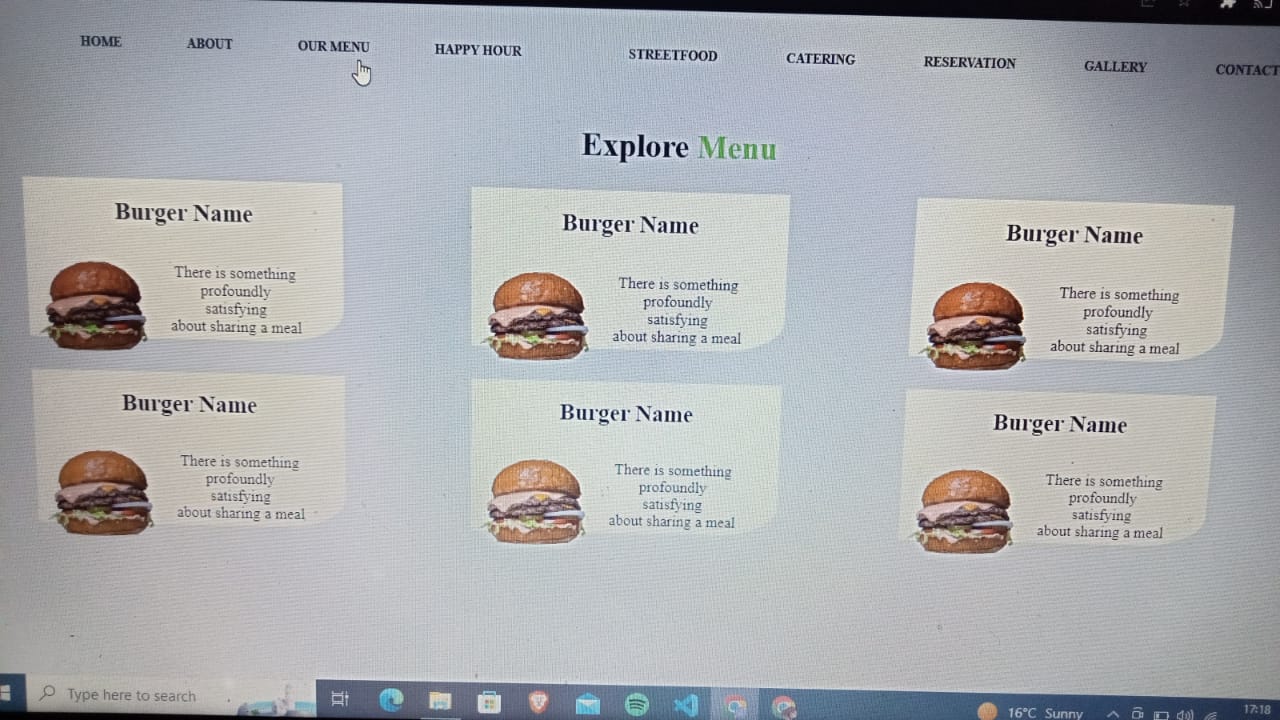 HOME ABOUT OUR MENU HAPPY HOUR STREETFOOD CATERING RESERVATION GALLERY CONTACT
Explore Menu
Burger Name
There is something
profoundly
satisfying
about sharing a meal
Burger Name
There is something
profoundly
satisfying
about sharing a meal
Burger Name
There is something
profoundly
satisfying
about sharing a meal
Burger Name
There is something
profoundly
satisfying
about sharing a meal
Burger Name
There is something
profoundly
satisfying
about sharing a meal
Burger Name
There is something
profoundly
satisfying
about sharing a meal
Type here to search
16°C Sunny
17:18